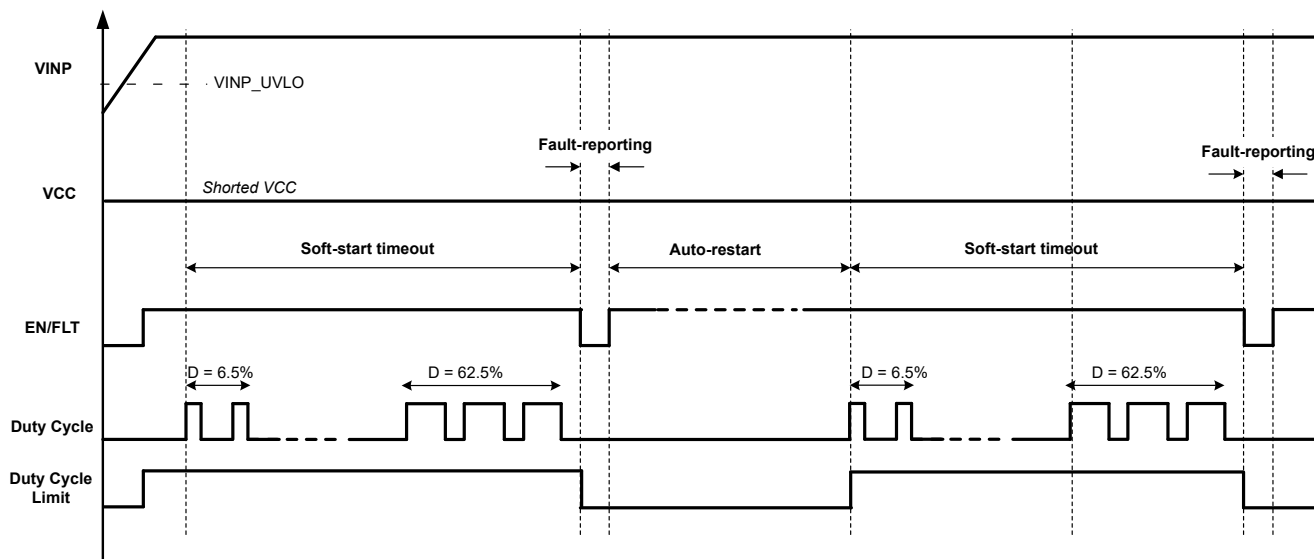 VINP
VINP_UVLO
Fault-reporting
Fault-reporting
VCC
Shorted VCC
Soft-start timeout
Auto-restart
Soft-start timeout
EN/FLT
D = 6.5%
D = 62.5%
D = 6.5%
D = 62.5%
Duty Cycle
Duty Cycle
Limit